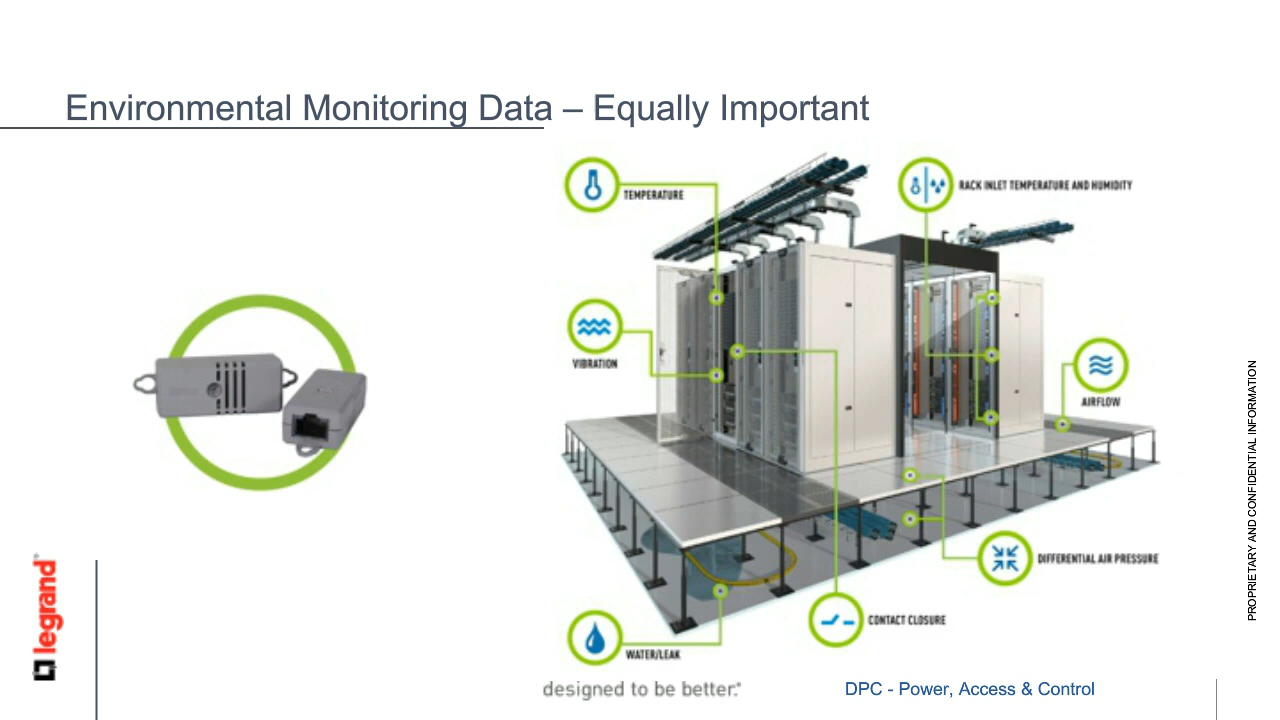 Environmental Monitoring Data – Equally Important
TEMPERATURE
RACK INLET TEMPERATURE AND HUMIDITY
VIBRATION
AIRFLOW
DIFFERENTIAL AIR PRESSURE
CONTACT CLOSURE
WATER/LEAK
legrand®
designed to be better.™
DPC - Power, Access & Control
PROPRIETARY AND CONFIDENTIAL INFORMATION